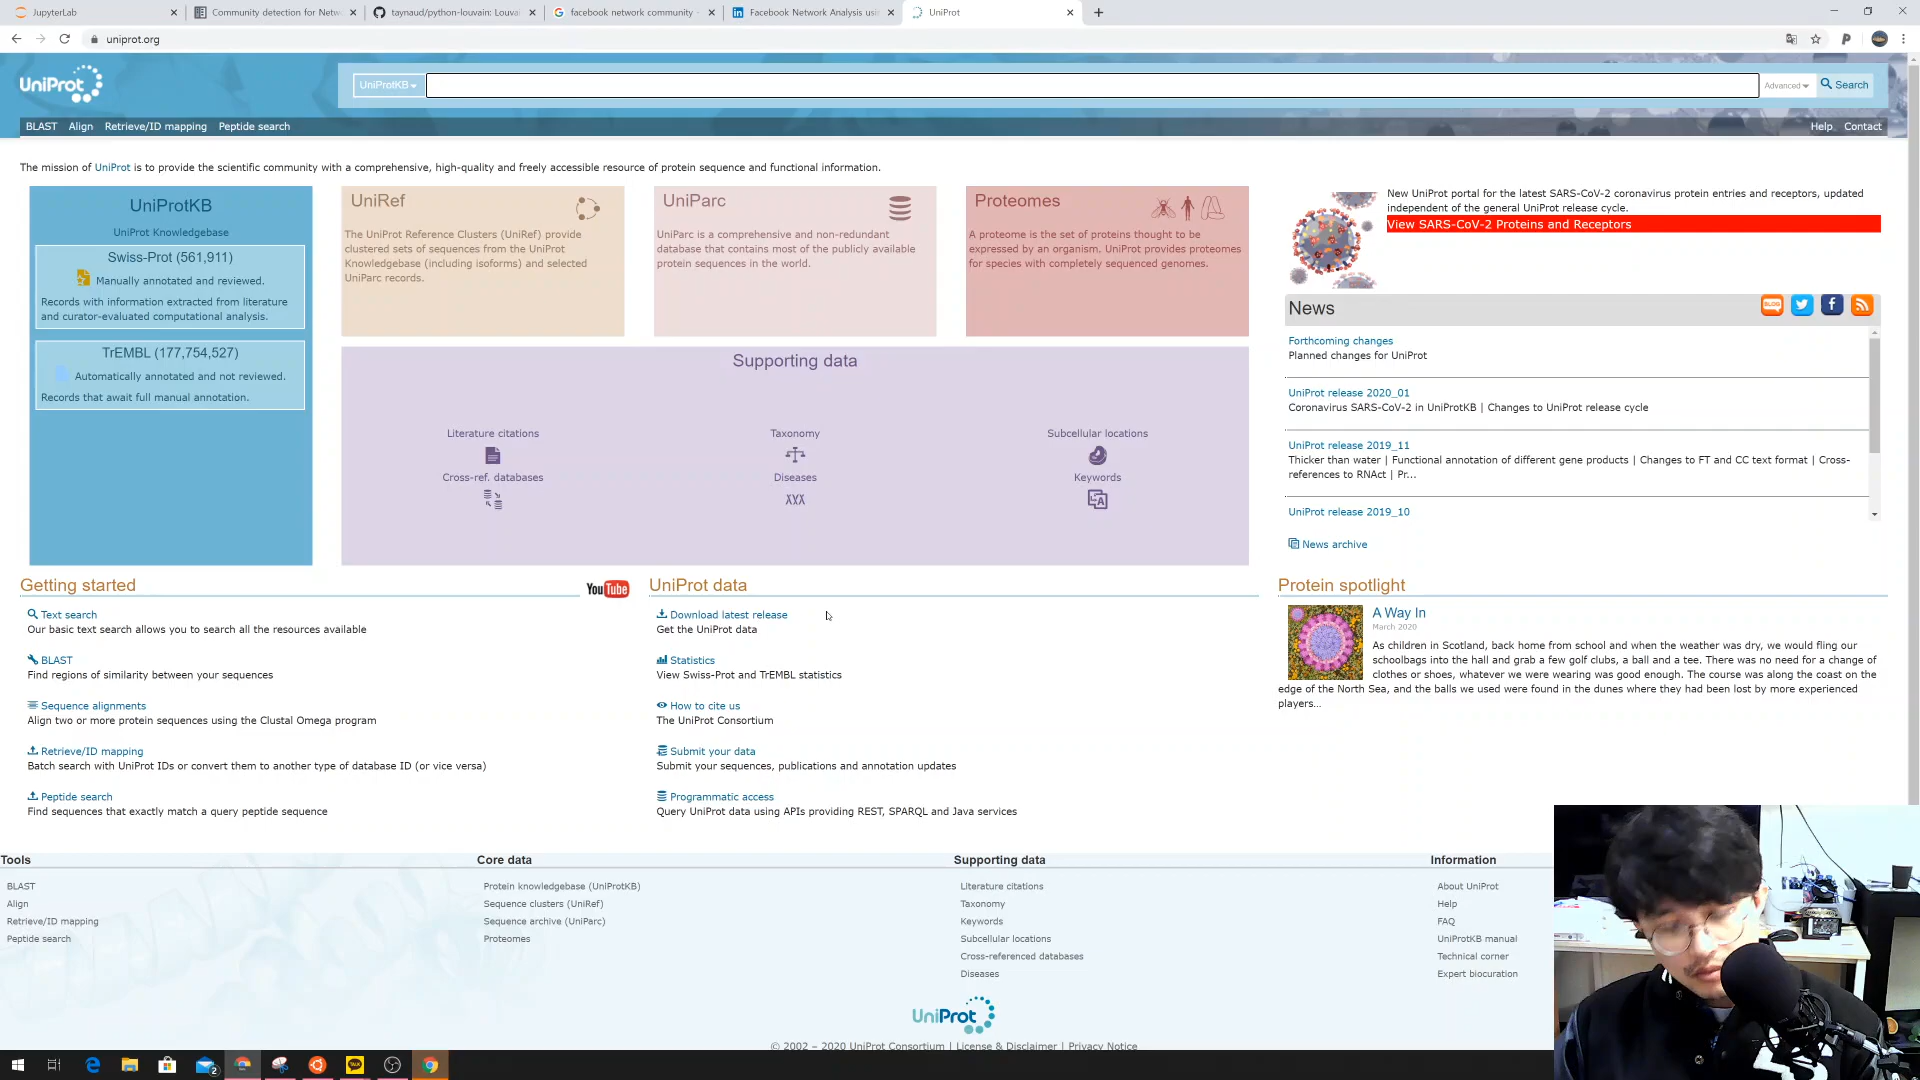 JupyterLab
Community detection for Netw
taynaud/python-louvain: Louva
facebook network community -
Facebook Network Analysis usi
UniProt
uniprot.org
UniProt
UniProtKB
Advanced
Search
BLAST Align Retrieve/ID mapping Peptide search
Help Contact
The mission of UniProt is to provide the scientific community with a comprehensive, high-quality and freely accessible resource of protein sequence and functional information.
UniProtKB
UniProt Knowledgebase
Swiss-Prot (561,911)
Manually annotated and reviewed.
Records with information extracted from literature
and curator-evaluated computational analysis.
TrEMBL (177,754,527)
Automatically annotated and not reviewed.
Records that await full manual annotation.
UniRef
The UniProt Reference Clusters (UniRef) provide
clustered sets of sequences from the UniProt
Knowledgebase (including isoforms) and selected
UniParc records.
UniParc
UniParc is a comprehensive and non-redundant
database that contains most of the publicly available
protein sequences in the world.
Proteomes
A proteome is the set of proteins thought to be
expressed by an organism. UniProt provides proteomes
for species with completely sequenced genomes.
Supporting data
Literature citations
Taxonomy
Subcellular locations
Cross-ref. databases
Diseases
Keywords
New UniProt portal for the latest SARS-CoV-2 coronavirus protein entries and receptors, updated
independent of the general UniProt release cycle.
View SARS-CoV-2 Proteins and Receptors
News
BLOG
Forthcoming changes
Planned changes for UniProt
UniProt release 2020_01
Coronavirus SARS-CoV-2 in UniProtKB | Changes to UniProt release cycle
UniProt release 2019_11
Thicker than water | Functional annotation of different gene products | Changes to FT and CC text format | Cross-
references to RNAct | Pr...
UniProt release 2019_10
News archive
Getting started
YouTube
Text search
Our basic text search allows you to search all the resources available
BLAST
Find regions of similarity between your sequences
Sequence alignments
Align two or more protein sequences using the Clustal Omega program
Retrieve/ID mapping
Batch search with UniProt IDs or convert them to another type of database ID (or vice versa)
Peptide search
Find sequences that exactly match a query peptide sequence
UniProt data
Download latest release
Get the UniProt data
Statistics
View Swiss-Prot and TrEMBL statistics
How to cite us
The UniProt Consortium
Submit your data
Submit your sequences, publications and annotation updates
Programmatic access
Query UniProt data using APIs providing REST, SPARQL and Java services
Protein spotlight
A Way In
March 2020
As children in Scotland, back home from school and when the weather was dry, we would fling our
schoolbags into the hall and grab a few golf clubs, a ball and a tee. There was no need for a change of
clothes or shoes, whatever we were wearing was good enough. The course was along the coast on the
edge of the North Sea, and the balls we used were found in the dunes where they had been lost by more experienced
players...
Tools
BLAST
Align
Retrieve/ID mapping
Peptide search
Core data
Protein knowledgebase (UniProtKB)
Sequence clusters (UniRef)
Sequence archive (UniParc)
Proteomes
Supporting data
Literature citations
Taxonomy
Keywords
Subcellular locations
Cross-referenced databases
Diseases
Information
About UniProt
Help
FAQ
UniProtKB manual
Technical corner
Expert biocuration
UniProt
© 2002 – 2020 UniProt Consortium | License & Disclaimer | Privacy Notice
2
TALK